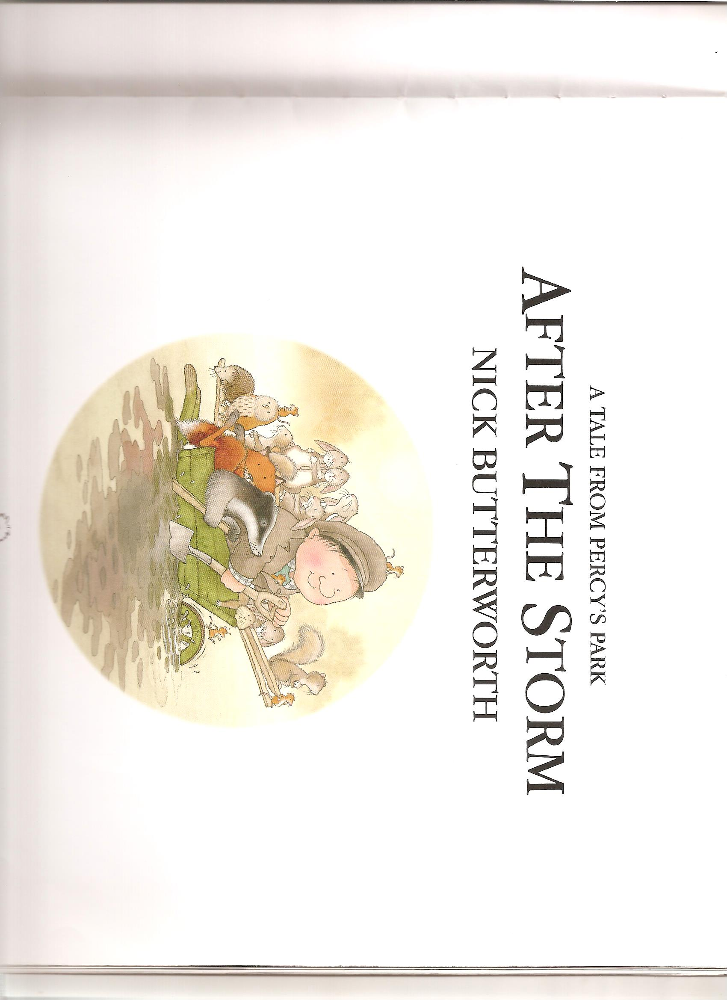 A TALE FROM PERCY'S PARK
AFTER THE STORM
NICK BUTTERWORTH